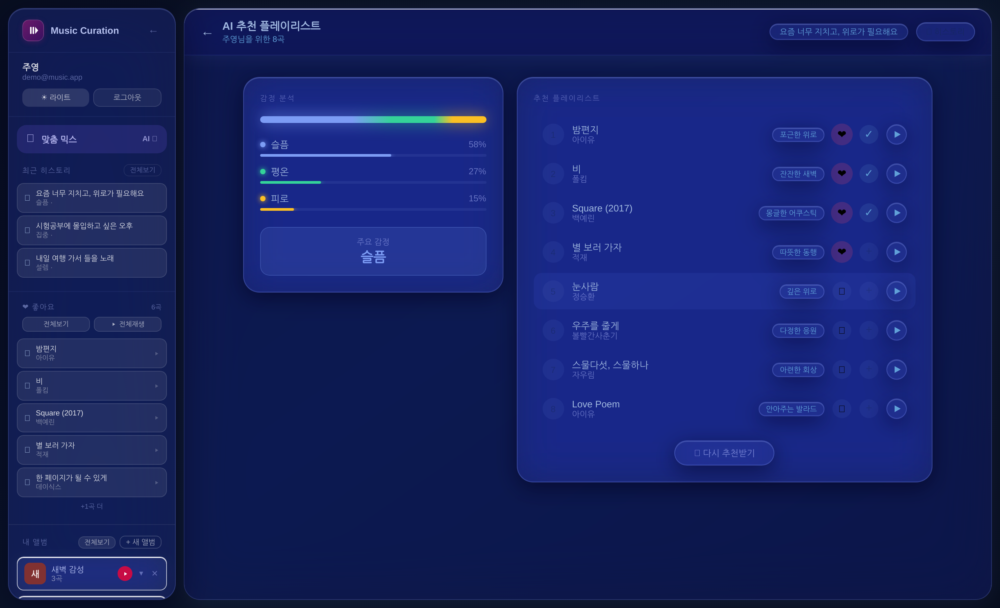 Music Curation
←
주영
demo@music.app
☀ 라이트
로그아웃
맞춤 믹스
AI
최근 히스토리
전체보기
요즘 너무 지치고, 위로가 필요해요
슬픔 ·
시험공부에 몰입하고 싶은 오후
집중 ·
내일 여행 가서 들을 노래
설렘 ·
❤ 좋아요
6곡
전체보기
▶ 전체재생
밤편지
아이유
비
폴킴
Square (2017)
백예린
별 보러 가자
적재
한 페이지가 될 수 있게
데이식스
+1곡 더
내 앨범
전체보기
+ 새 앨범
새
새벽 감성
3곡
← AI 추천 플레이리스트
주영님을 위한 8곡
요즘 너무 지치고, 위로가 필요해요
감정 분석
슬픔 58%
평온 27%
피로 15%
주요 감정
슬픔
추천 플레이리스트
1
밤편지
아이유
포근한 위로
2
비
폴킴
잔잔한 새벽
3
Square (2017)
백예린
몽글한 어쿠스틱
4
별 보러 가자
적재
따뜻한 동행
5
눈사람
정승환
깊은 위로
6
우주를 줄게
볼빨간사춘기
다정한 응원
7
스물다섯, 스물하나
자우림
아련한 회상
8
Love Poem
아이유
안아주는 발라드
다시 추천받기